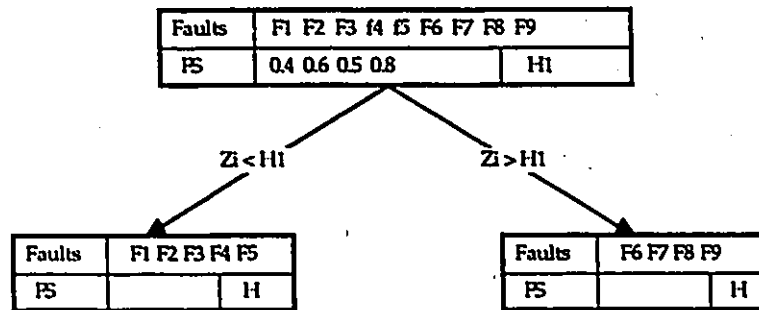 Faults F1 F2 F3 f4 f5 F6 F7 F8 F9
PS 0.4 0.6 0.5 0.8 H1
Zi < H1 Zi > H1
Faults F1 F2 F3 F4 F5
PS H
Faults F6 F7 F8 F9
PS H